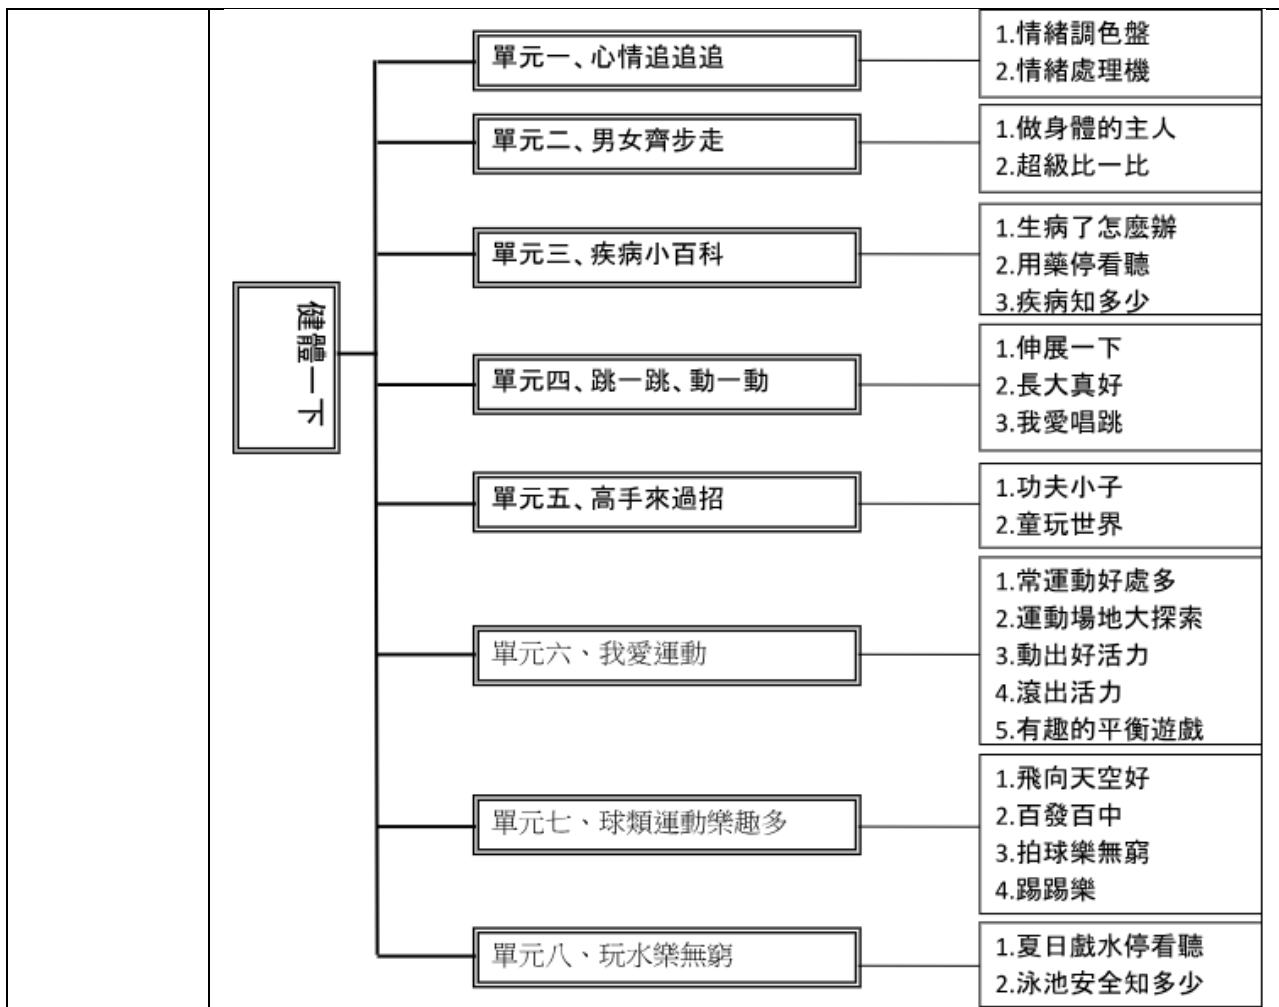 健體一下
單元一、心情追追追
1.情緒調色盤
2.情緒處理機
單元二、男女齊步走
1.做身體的主人
2.超級比一比
單元三、疾病小百科
1.生病了怎麼辦
2.用藥停看聽
3.疾病知多少
單元四、跳一跳、動一動
1.伸展一下
2.長大真好
3.我愛唱跳
單元五、高手來過招
1.功夫小子
2.童玩世界
單元六、我愛運動
1.常運動好處多
2.運動場地大探索
3.動出好活力
4.滾出活力
5.有趣的平衡遊戲
單元七、球類運動樂趣多
1.飛向天空好
2.百發百中
3.拍球樂無窮
4.踢踢樂
單元八、玩水樂無窮
1.夏日戲水停看聽
2.泳池安全知多少